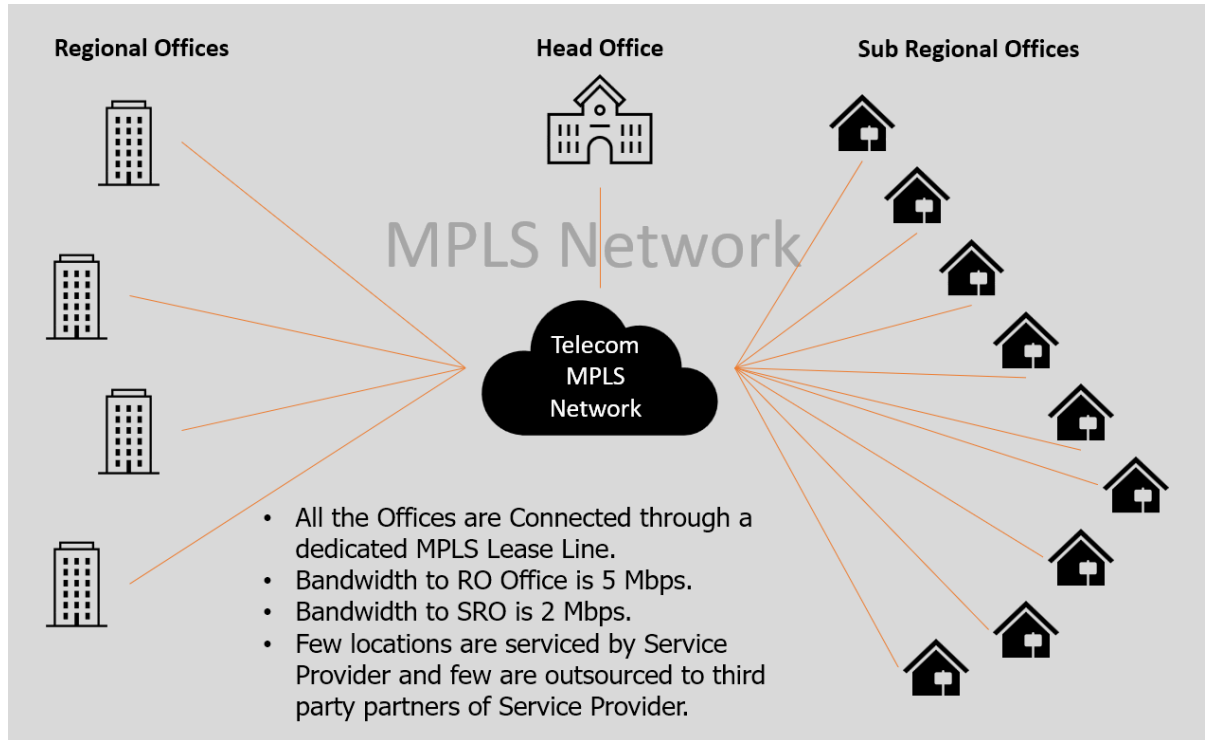 Regional Offices
Head Office
Sub Regional Offices
MPLS Network
Telecom
MPLS
Network
• All the Offices are Connected through a
dedicated MPLS Lease Line.
• Bandwidth to RO Office is 5 Mbps.
• Bandwidth to SRO is 2 Mbps.
• Few locations are serviced by Service
Provider and few are outsourced to third
party partners of Service Provider.